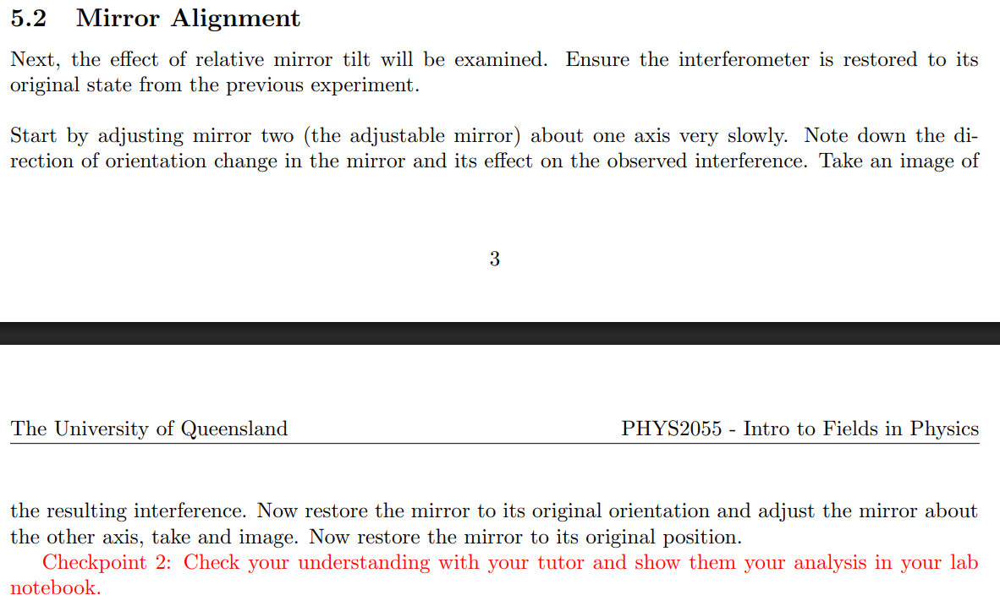 5.2 Mirror Alignment
Next, the effect of relative mirror tilt will be examined. Ensure the interferometer is restored to its
original state from the previous experiment.
Start by adjusting mirror two (the adjustable mirror) about one axis very slowly. Note down the di-
rection of orientation change in the mirror and its effect on the observed interference. Take an image of
3
The University of Queensland PHYS2055 - Intro to Fields in Physics
the resulting interference. Now restore the mirror to its original orientation and adjust the mirror about
the other axis, take and image. Now restore the mirror to its original position.
Checkpoint 2: Check your understanding with your tutor and show them your analysis in your lab
notebook.